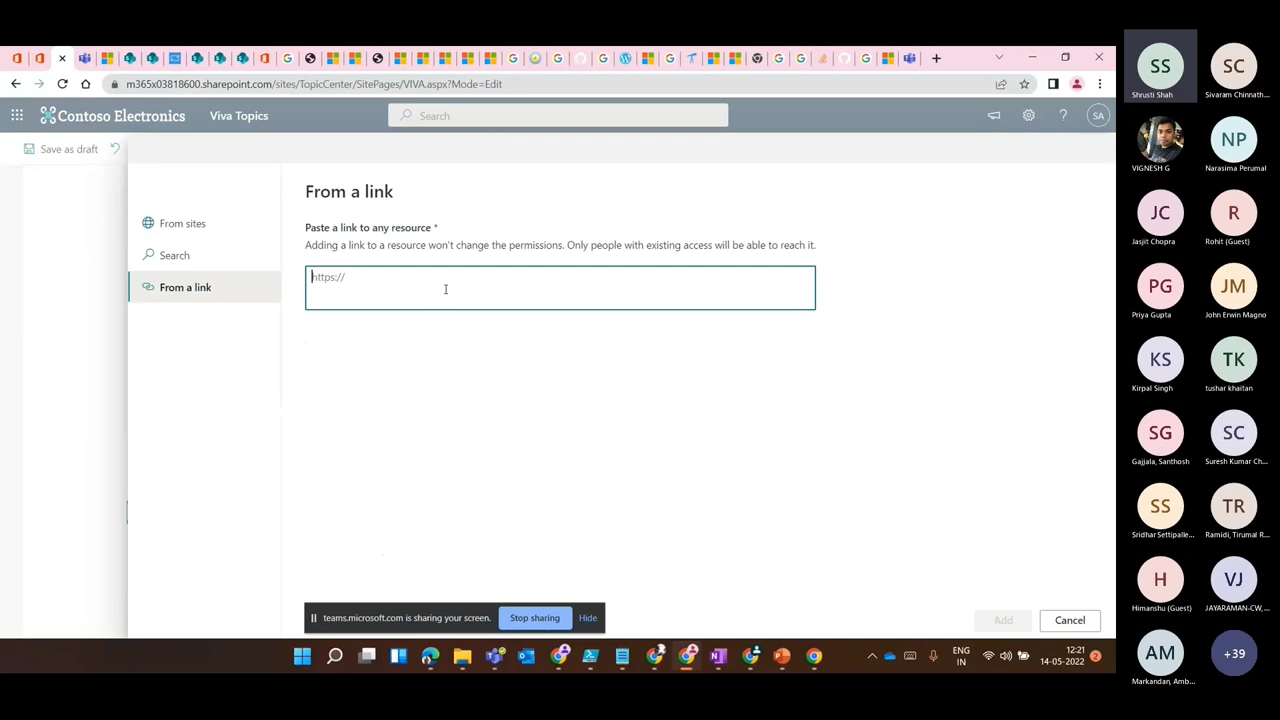 m365x03818600.sharepoint.com/sites/TopicCenter/SitePages/VIVA.aspx?Mode=Edit
Contoso Electronics
Viva Topics
Search
SA
Save as draft
From a link
From sites
Search
From a link
Paste a link to any resource *
Adding a link to a resource won't change the permissions. Only people with existing access will be able to reach it.
https://
teams.microsoft.com is sharing your screen.
Stop sharing
Hide
Add
Cancel
ENG
IN
12:21
14-05-2022
2
SS
Shrusti Shah
SC
Sivaram Chinnath...
VIGNESH G
NP
Narasima Perumal
JC
Jasjit Chopra
R
Rohit (Guest)
PG
Priya Gupta
JM
John Erwin Magno
KS
Kirpal Singh
TK
tushar khaitan
SG
Gajjala, Santhosh
SC
Suresh Kumar Ch...
SS
Sridhar Settipalle...
TR
Ramidi, Tirumal R...
H
Himanshu (Guest)
VJ
JAYARAMAN-CW, ...
AM
Markandan, Amb...
+39